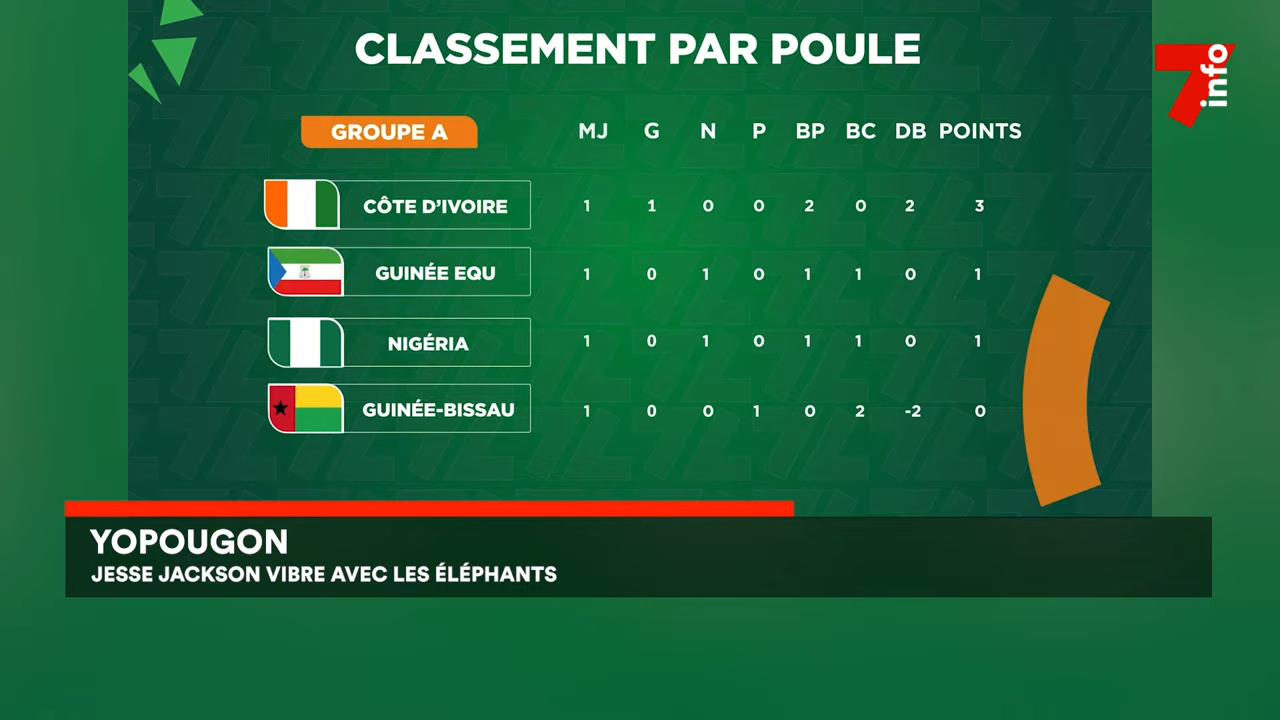 CLASSEMENT PAR POULE
7 info
GROUPE A MJ G N P BP BC DB POINTS
CÔTE D'IVOIRE 1 1 0 0 2 0 2 3
GUINÉE EQU 1 0 1 0 1 1 0 1
NIGÉRIA 1 0 1 0 1 1 0 1
GUINÉE-BISSAU 1 0 0 1 0 2 -2 0
YOPOUGON
JESSE JACKSON VIBRE AVEC LES ÉLÉPHANTS